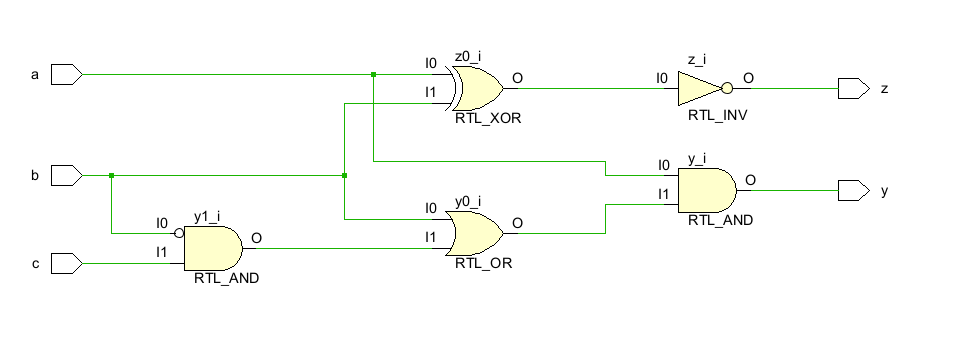 z0_i
z_i
a
I0
O
I0
O
z
I1
RTL_XOR
RTL_INV
y_i
b
I0
O
y
I1
y0_i
y1_i
I0
RTL_AND
I0
O
I1
O
I1
c
I1
RTL_OR
RTL_AND